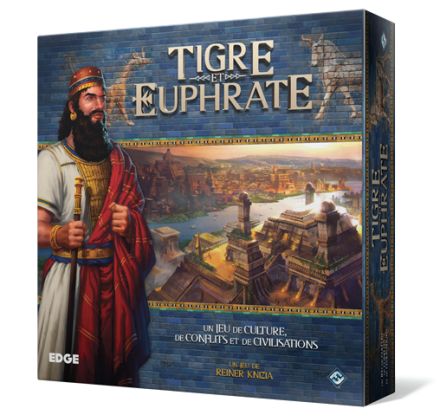 TIGRE
ET
EUPHRATE
UN JEU DE CULTURE,
DE CONFLITS ET DE CIVILISATIONS
UN JEU DE
REINER KNIZIA
EDGE
TIGRE
ET
EUPHRATE